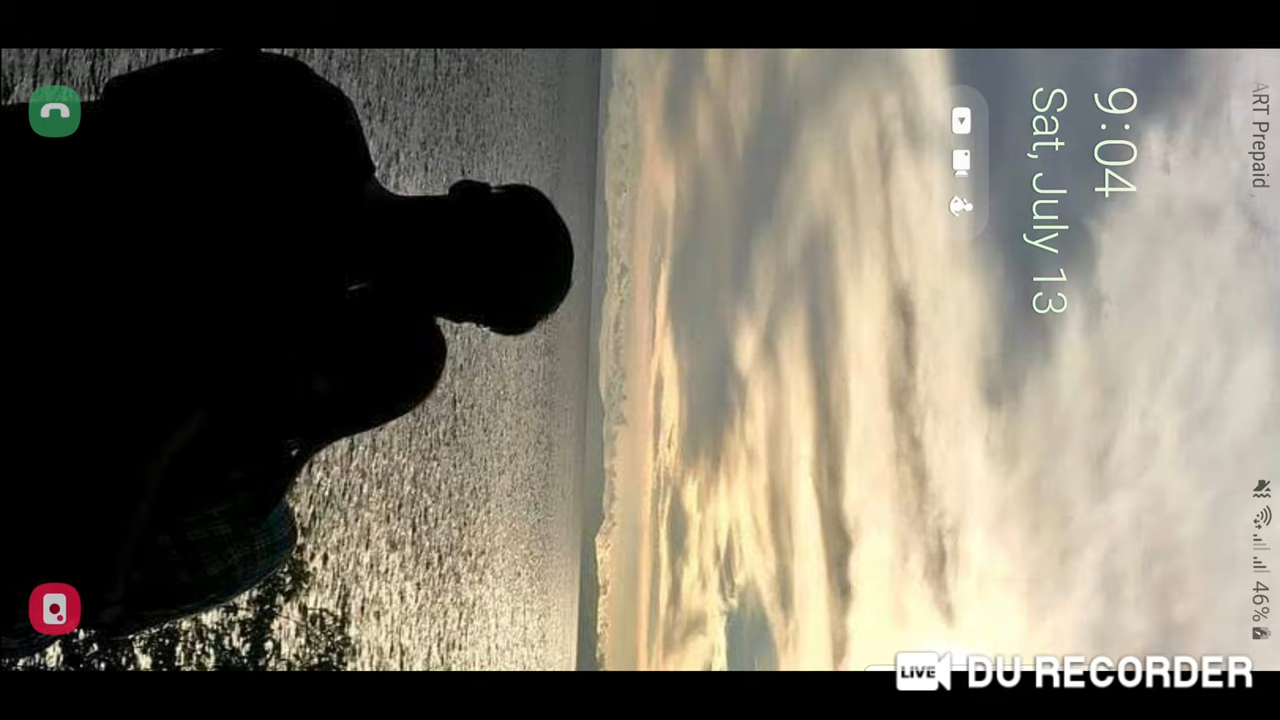 ART Prepaid
46%
9:04
Sat, July 13
LIVE DU RECORDER